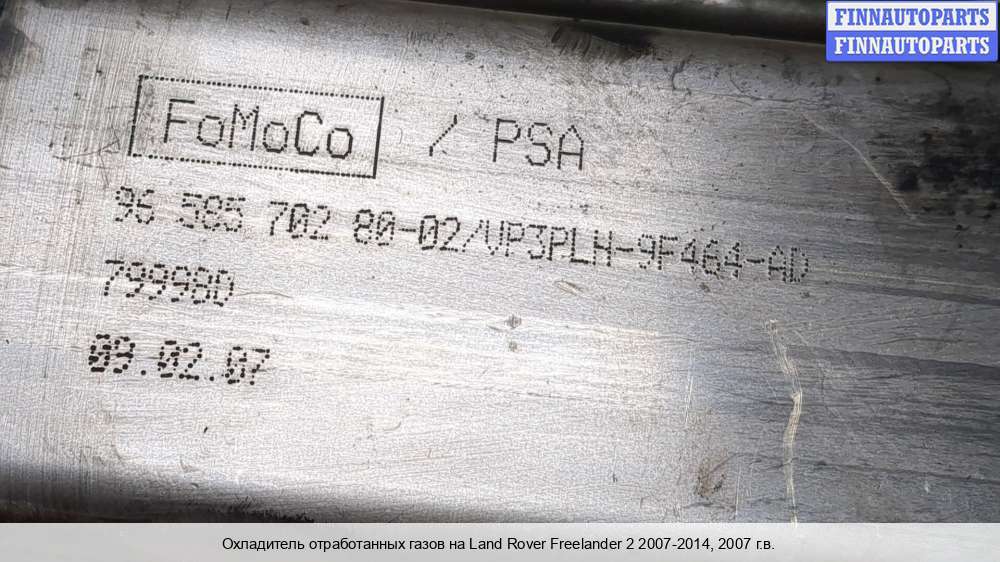 FINNAUTOPARTS
FINNAUTOPARTS
FoMoCo / PSA
96 585 702 80-02/VP3PLH-9F464-AD
799980
09.02.07
Охладитель отработанных газов на Land Rover Freelander 2 2007-2014, 2007 г.в.